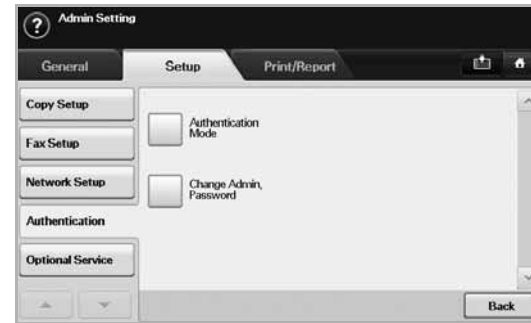 Admin Setting
General
Setup
Print/Report
Copy Setup
Fax Setup
Network Setup
Authentication
Optional Service
Authentication
Mode
Change Admin,
Password
Back